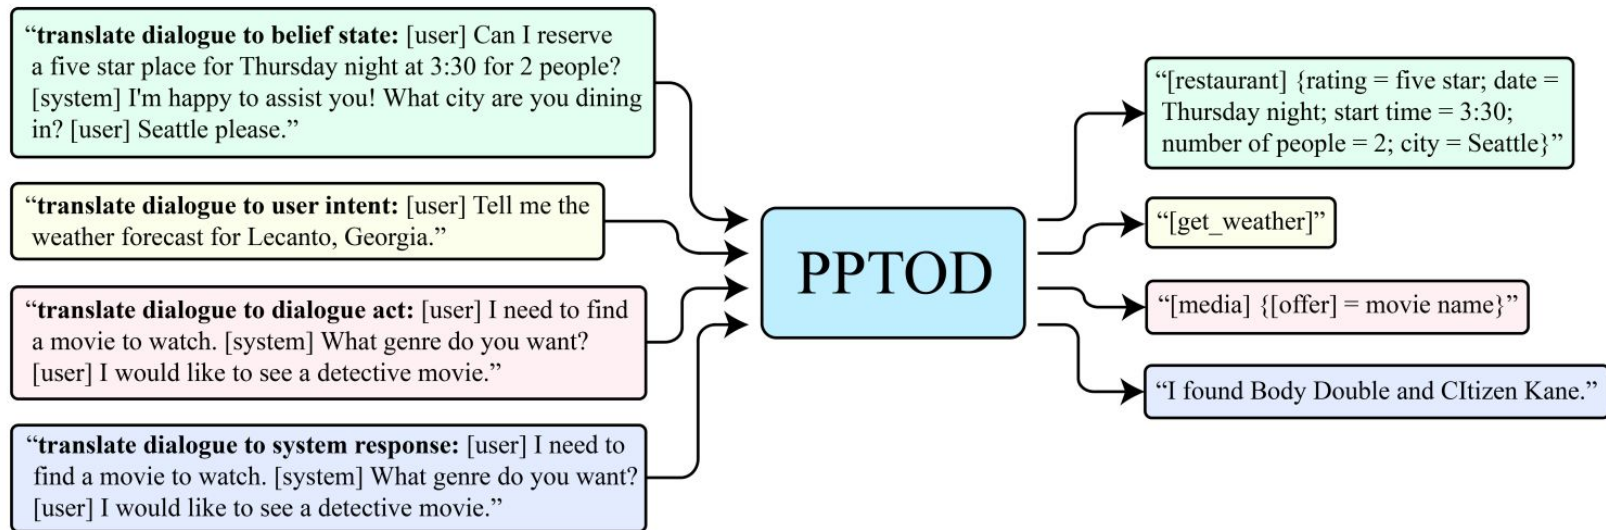 “translate dialogue to belief state: [user] Can I reserve
a five star place for Thursday night at 3:30 for 2 people?
[system] I'm happy to assist you! What city are you dining
in? [user] Seattle please.”
“translate dialogue to user intent: [user] Tell me the
weather forecast for Lecanto, Georgia.”
“translate dialogue to dialogue act: [user] I need to find
a movie to watch. [system] What genre do you want?
[user] I would like to see a detective movie.”
“translate dialogue to system response: [user] I need to
find a movie to watch. [system] What genre do you want?
[user] I would like to see a detective movie.”
PPTOD
“[restaurant] {rating = five star; date =
Thursday night; start time = 3:30;
number of people = 2; city = Seattle}”
“[get_weather]”
“[media] {[offer] = movie name}”
“I found Body Double and CItizen Kane.”